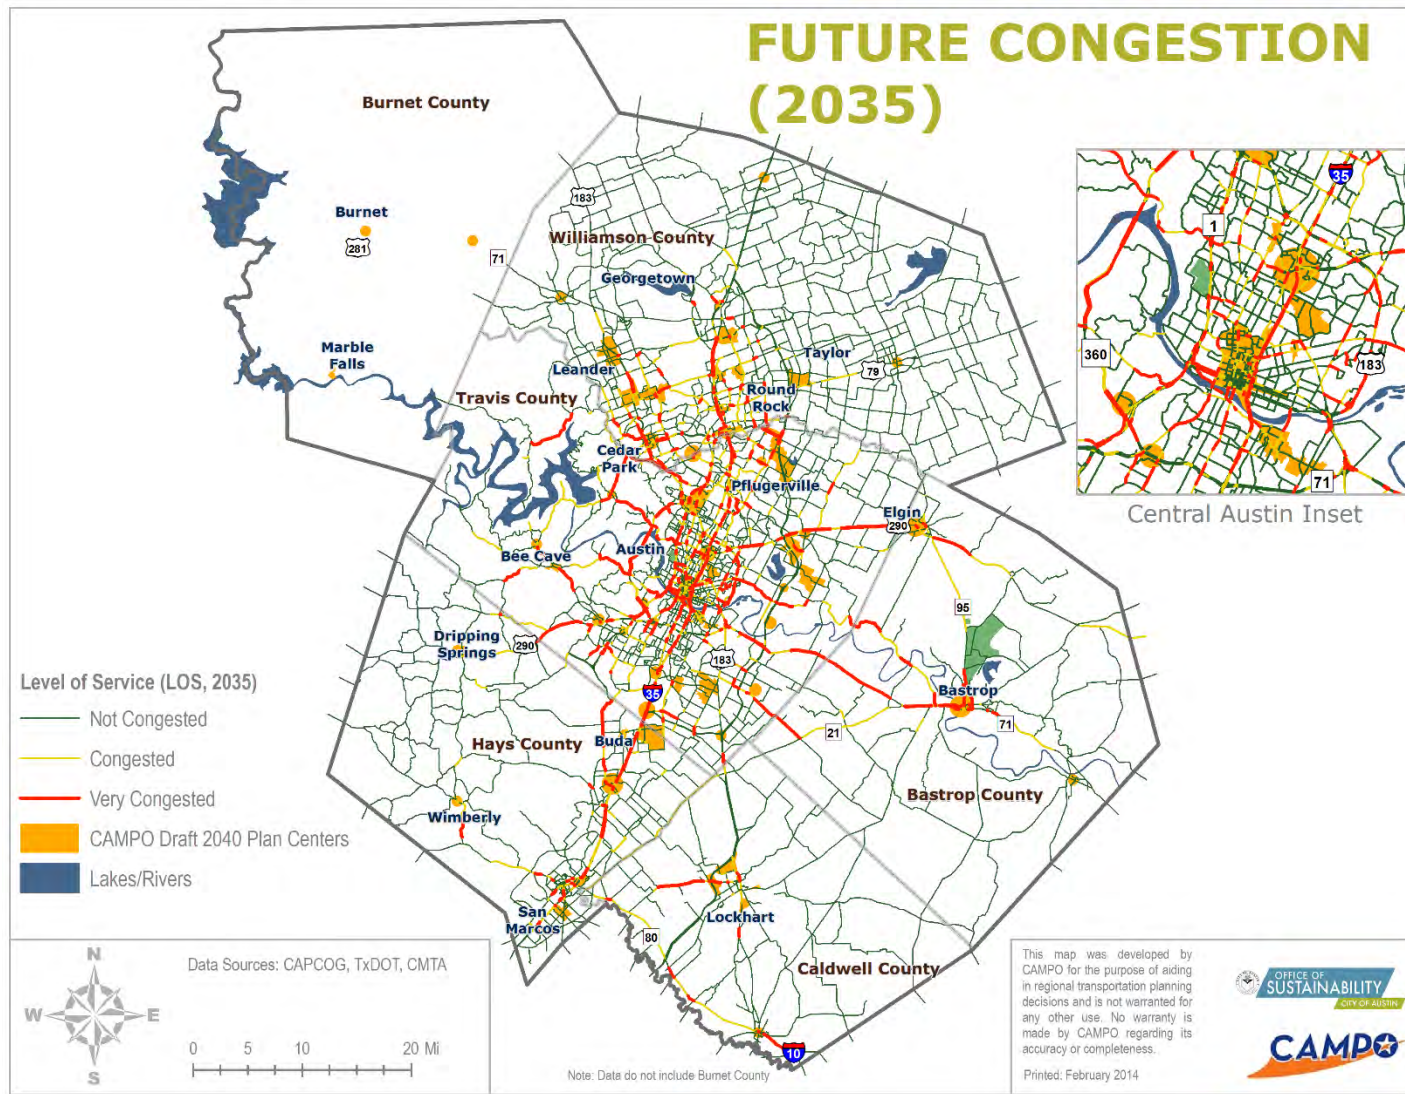 FUTURE CONGESTION
(2035)
Burnet County
183
Burnet
281
71
Williamson County
Georgetown
35
1
Marble
Falls
Leander
Taylor
79
360
183
Travis County
Round
Rock
Cedar
Park
Pflugerville
71
Central Austin Inset
Elgin
290
Austin
Bee Cave
95
Dripping
Springs
290
183
Level of Service (LOS, 2035)
Not Congested
Congested
Very Congested
CAMPO Draft 2040 Plan Centers
Lakes/Rivers
35
Bastrop
71
21
Hays County
Buda
Bastrop County
Wimberly
San
Marcos
Lockhart
80
Caldwell County
10
N
W
E
S
Data Sources: CAPCOG, TxDOT, CMTA
0 5 10 20 Mi
Note: Data do not include Burnet County
This map was developed by
CAMPO for the purpose of aiding
in regional transportation planning
decisions and is not warranted for
any other use. No warranty is
made by CAMPO regarding its
accuracy or completeness.
Printed: February 2014
OFFICE OF
SUSTAINABILITY
CITY OF AUSTIN
CAMPO